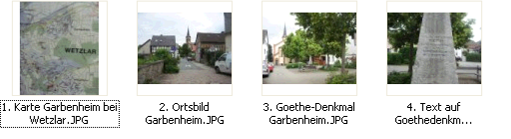 WETZLAR
1. Karte Garbenheim bei
Wetzlar.JPG
2. Ortsbild
Garbenheim.JPG
3. Goethe-Denkmal
Garbenheim.JPG
4. Text auf
Goethedenkm...